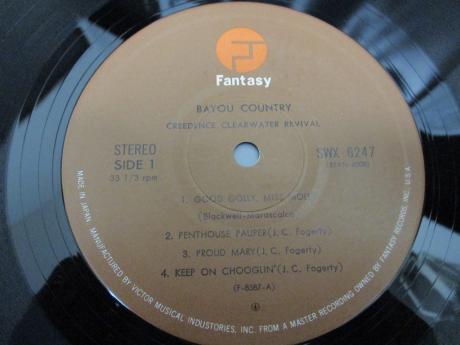 Fantasy
BAYOU COUNTRY
CREEDENCE CLEARWATER REVIVAL
STEREO
SIDE 1
33 1/3 rpm
SWX 6247
1. GOOD GOLLY, MISS MOLLY
(Blackwell-Marascalco)
2. PENTHOUSE PAUPER(J. C. Fogerty)
3. PROUD MARY(J. C. Fogerty)
4. KEEP ON CHOOGLIN'(J. C. Fogerty)
(F-8387-A)
MADE IN JAPAN, MANUFACTURED BY VICTOR MUSICAL INDUSTORIES, INC. FROM A MASTER RECORDING OWNED BY FANTASY RECORDS INC. U.S.A